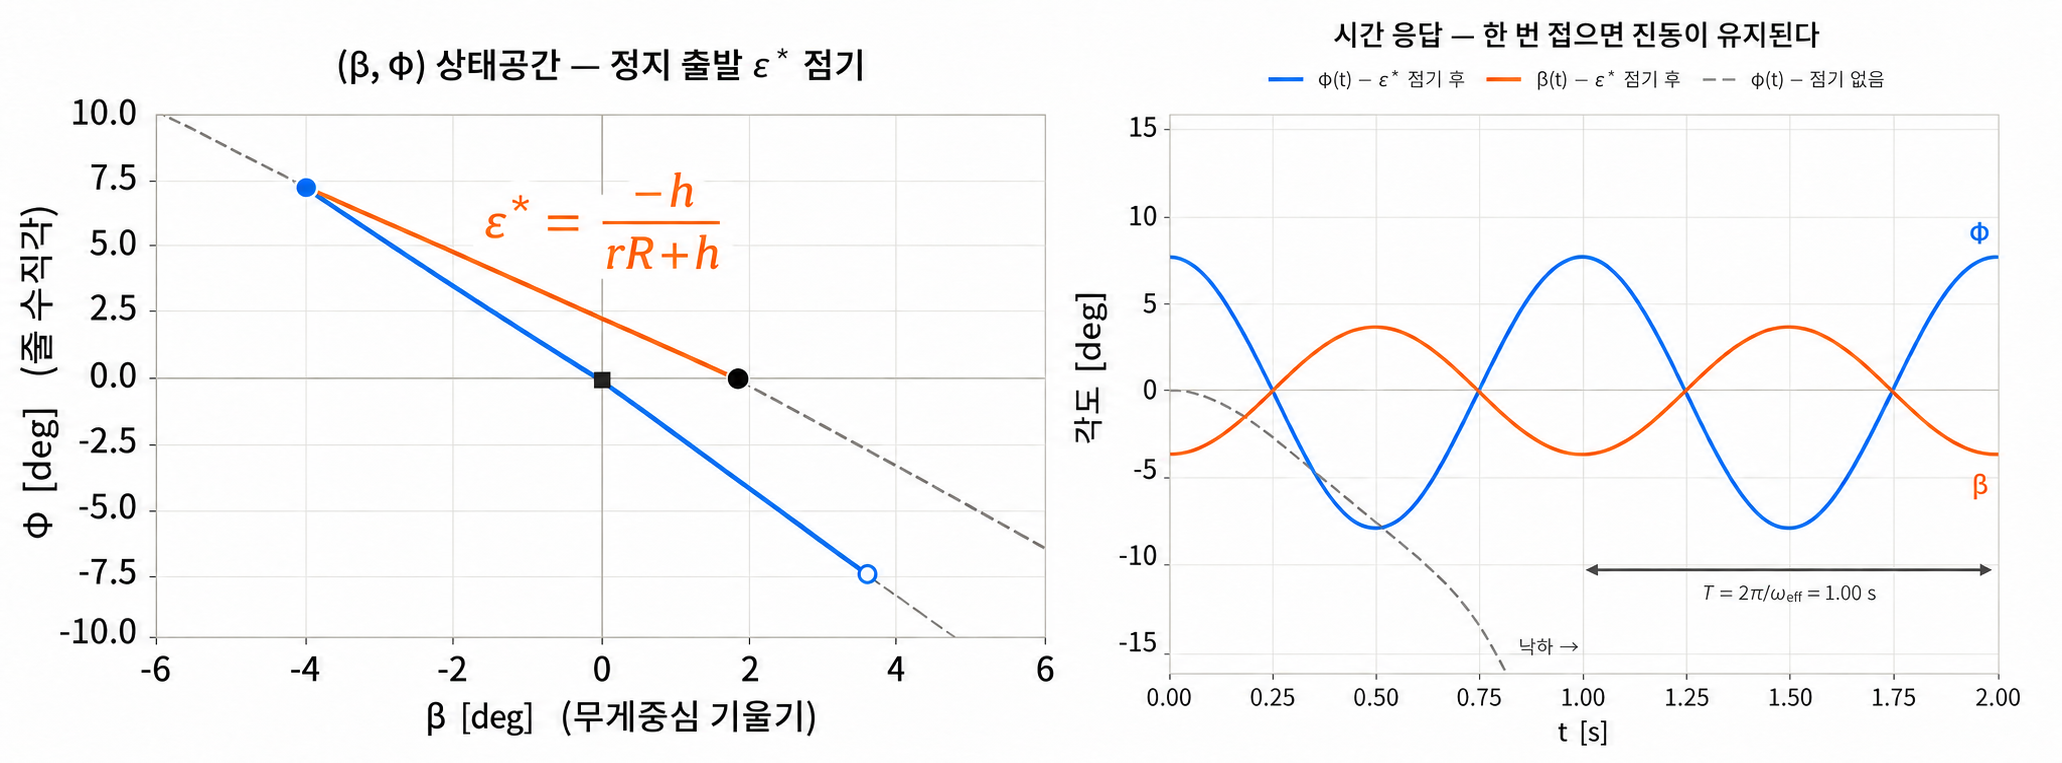 (β, Φ) 상태공간 — 정지 출발 ε* 점기
10.0
7.5
5.0
2.5
0.0
-2.5
-5.0
-7.5
-10.0
Φ [deg] (줄 수직각)
ε* = −h / rR+h
-6 -4 -2 0 2 4 6
β [deg] (무게중심 기울기)
시간 응답 — 한 번 접으면 진동이 유지된다
Φ(t) − ε* 점기 후 β(t) − ε* 점기 후 Φ(t) − 점기 없음
15
10
5
0
-5
-10
-15
각도 [deg]
Φ
β
T = 2π/ω_eff = 1.00 s
낙하 →
0.00 0.25 0.50 0.75 1.00 1.25 1.50 1.75 2.00
t [s]